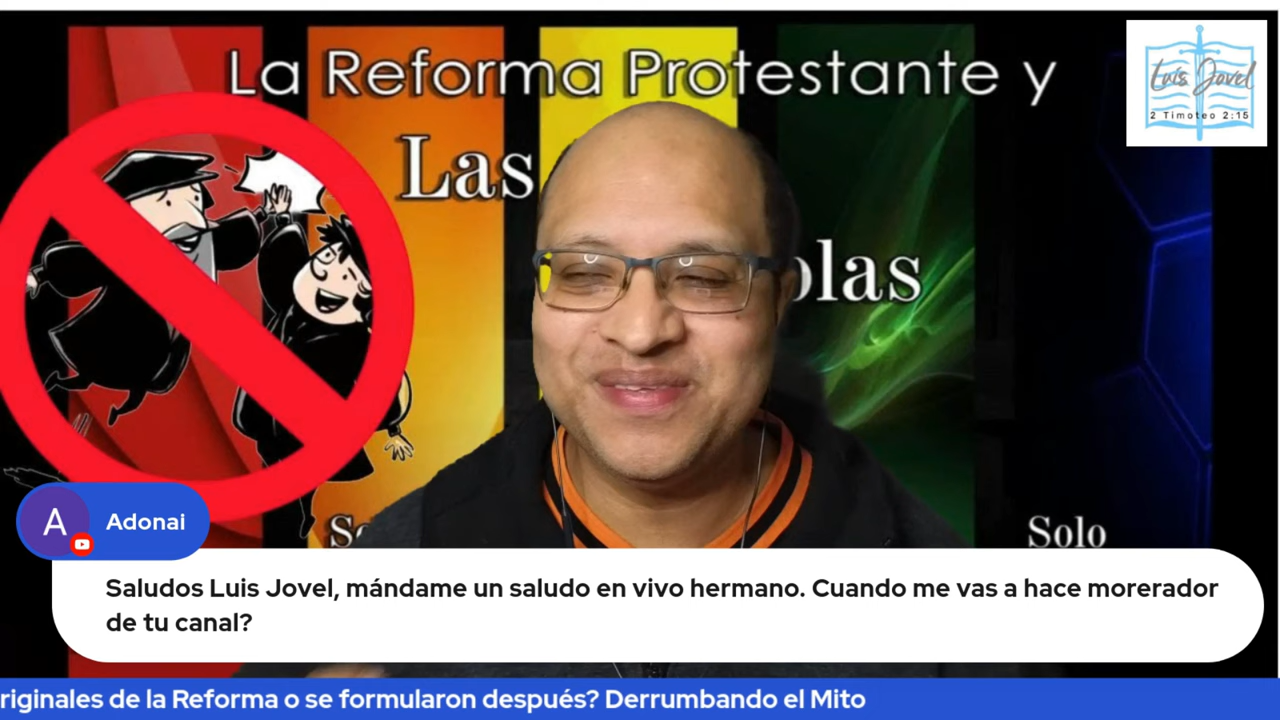 La Reforma Protestante y
Luis Jovel
2 Timoteo 2:15
Las
olas
So
Solo
A
Adonai
Saludos Luis Jovel, mándame un saludo en vivo hermano. Cuando me vas a hace morerador
de tu canal?
riginales de la Reforma o se formularon después? Derrumbando el Mito